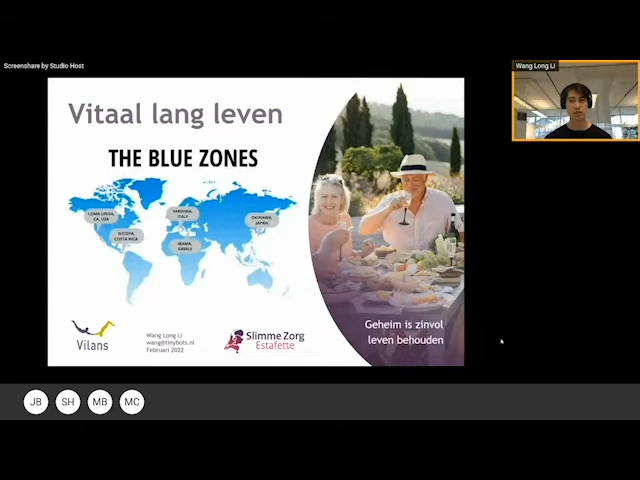 Screenshare by Studio Host
Wang Long Li
Vitaal lang leven
THE BLUE ZONES
LOMA LINDA,
CA, USA
SARDINIA,
ITALY
OKINAWA,
JAPAN
NICOYA,
COSTA RICA
IKARIA,
GREECE
Vilans
Wang Long Li
wang@tinybots.nl
Februari 2022
Slimme Zorg
Estafette
Geheim is zinvol
leven behouden
JB
SH
MB
MC